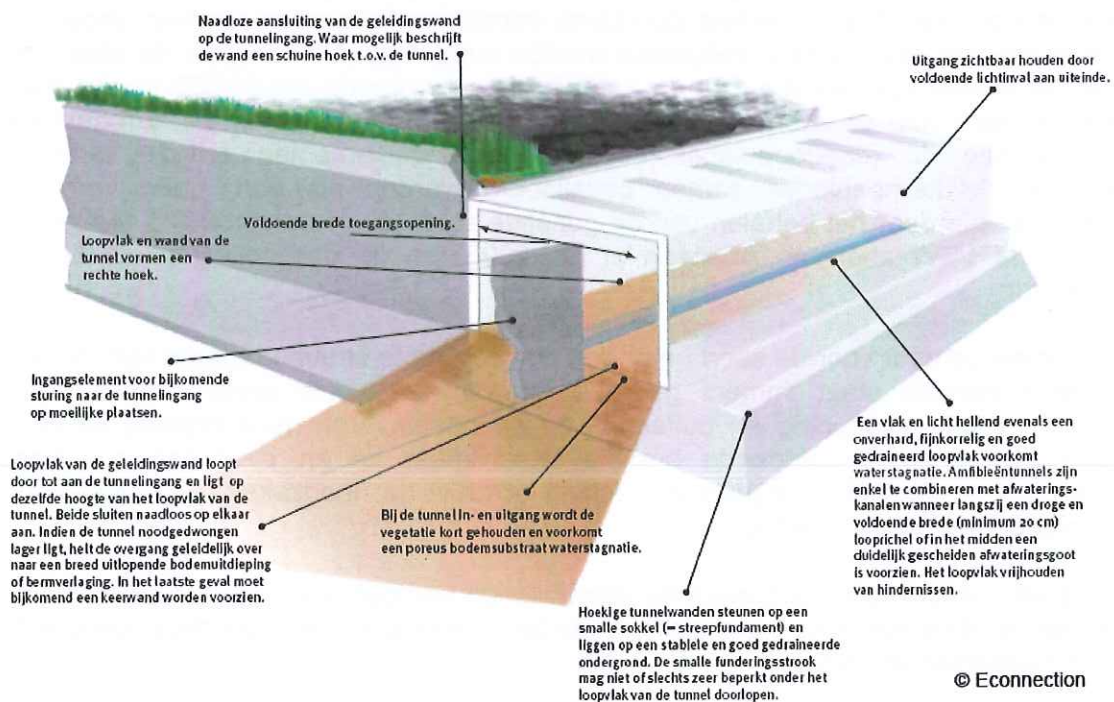 Naadloze aansluiting van de geleidingswand
op de tunnelingang. Waar mogelijk beschrijft
de wand een schuine hoek t.o.v. de tunnel.
Uitgang zichtbaar houden door
voldoende lichtinval aan uiteinde.
Voldoende brede toegangsopening.
Loopvlak en wand van de
tunnel vormen een
rechte hoek.
Ingangselement voor bijkomende
sturing naar de tunnelingang
op moeilijke plaatsen.
Loopvlak van de geleidingswand loopt
door tot aan de tunnelingang en ligt op
dezelfde hoogte van het loopvlak van de
tunnel. Beide sluiten naadloos op elkaar
aan. Indien de tunnel noodgedwongen
lager ligt, helt de overgang geleidelijk over
naar een breed uitlopende bodemuitdieping
of bermverlaging. In het laatste geval moet
bijkomend een keerwand worden voorzien.
Bij de tunnel in- en uitgang wordt de
vegetatie kort gehouden en voorkomt
een poreus bodemsubstraat waterstagnatie.
Een vlak en licht hellend evenals een
onverhard, fijnkorrelig en goed
gedraineerd loopvlak voorkomt
waterstagnatie. Amfibieëntunnels zijn
enkel te combineren met afwaterings-
kanalen wanneer langszij een droge en
voldoende brede (minimum 20 cm)
looprichel of in het midden een
duidelijk gescheiden afwateringsgoot
is voorzien. Het loopvlak vrijhouden
van hindernissen.
Hoekige tunnelwanden steunen op een
smalle sokkel (= streepfundament) en
liggen op een stabiele en goed gedraineerde
ondergrond. De smalle funderingsstrook
mag niet of slechts zeer beperkt onder het
loopvlak van de tunnel doorlopen.
© Econnection